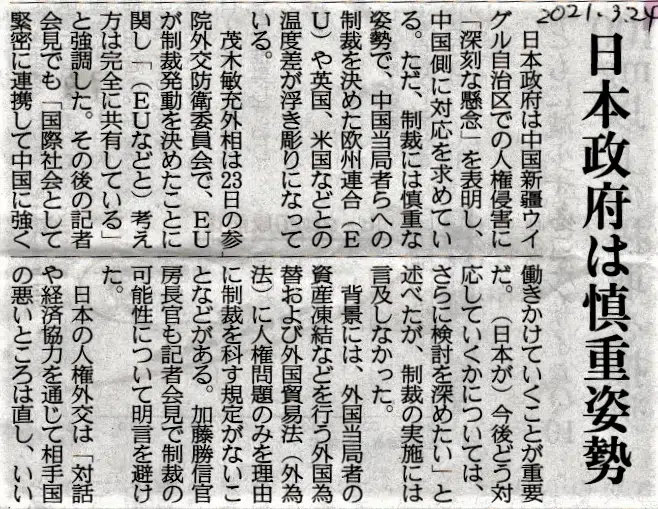 2021.3.24
日本政府は慎重姿勢
日本政府は中国新疆ウイ
グル自治区での人権侵害に
「深刻な懸念」を表明し、
中国側に対応を求めてい
る。ただ、制裁には慎重な
姿勢で、中国当局者らへの
制裁を決めた欧州連合（Ｅ
Ｕ）や英国、米国などとの
温度差が浮き彫りになって
いる。
茂木敏充外相は23日の参
院外交防衛委員会で、ＥＵ
が制裁発動を決めたことに
関し「（ＥＵなどと）考え
方は完全に共有している」
と強調した。その後の記者
会見でも「国際社会として
緊密に連携して中国に強く
働きかけていくことが重要
だ。（日本が）今後どう対
応していくかについては、
さらに検討を深めたい」と
述べたが、制裁の実施には
言及しなかった。
背景には、外国当局者の
資産凍結などを行う外国為
替および外国貿易法（外為
法）に人権問題のみを理由
に制裁を科す規定がないこ
となどがある。加藤勝信官
房長官も記者会見で制裁の
可能性について明言を避け
た。
日本の人権外交は「対話
や経済協力を通じて相手国
の悪いところは直し、いい